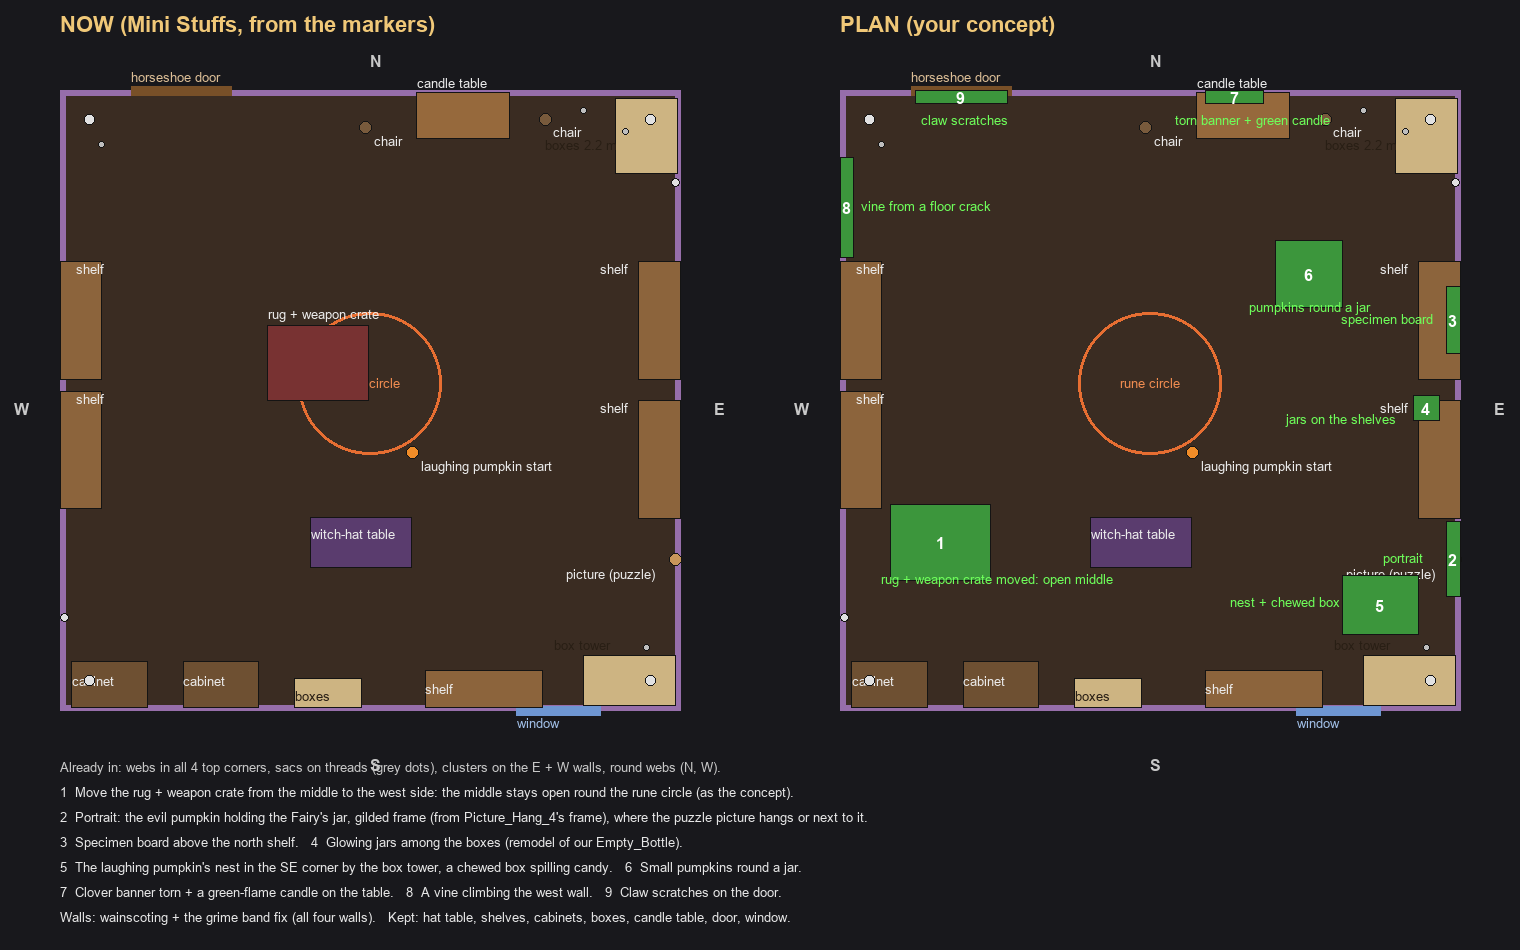 NOW (Mini Stuffs, from the markers)
N
horseshoe door
candle table
chair
chair
boxes 2.2 m
shelf
shelf
rug + weapon crate
circle
W
E
shelf
shelf
laughing pumpkin start
witch-hat table
picture (puzzle)
box tower
cabinet
cabinet
boxes
shelf
window
S
PLAN (your concept)
N
horseshoe door
candle table
9
7
claw scratches
torn banner + green candle
chair
chair
boxes 2.2 m
8
vine from a floor crack
shelf
6
shelf
pumpkins round a jar
specimen board
3
rune circle
W
E
shelf
shelf
4
jars on the shelves
laughing pumpkin start
1
witch-hat table
rug + weapon crate moved: open middle
portrait
2
picture (puzzle)
nest + chewed box
5
box tower
cabinet
cabinet
boxes
shelf
window
S
Already in: webs in all 4 top corners, sacs on threads (grey dots), clusters on the E + W walls, round webs (N, W).
1 Move the rug + weapon crate from the middle to the west side: the middle stays open round the rune circle (as the concept).
2 Portrait: the evil pumpkin holding the Fairy's jar, gilded frame (from Picture_Hang_4's frame), where the puzzle picture hangs or next to it.
3 Specimen board above the north shelf. 4 Glowing jars among the boxes (remodel of our Empty_Bottle).
5 The laughing pumpkin's nest in the SE corner by the box tower, a chewed box spilling candy. 6 Small pumpkins round a jar.
7 Clover banner torn + a green-flame candle on the table. 8 A vine climbing the west wall. 9 Claw scratches on the door.
Walls: wainscoting + the grime band fix (all four walls). Kept: hat table, shelves, cabinets, boxes, candle table, door, window.